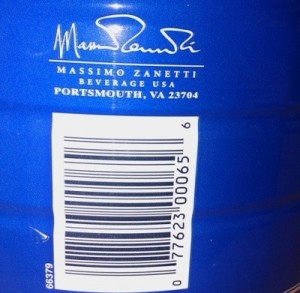 MASSIMO ZANETTI
BEVERAGE USA
PORTSMOUTH, VA 23704
0 77623 00065 6
66379